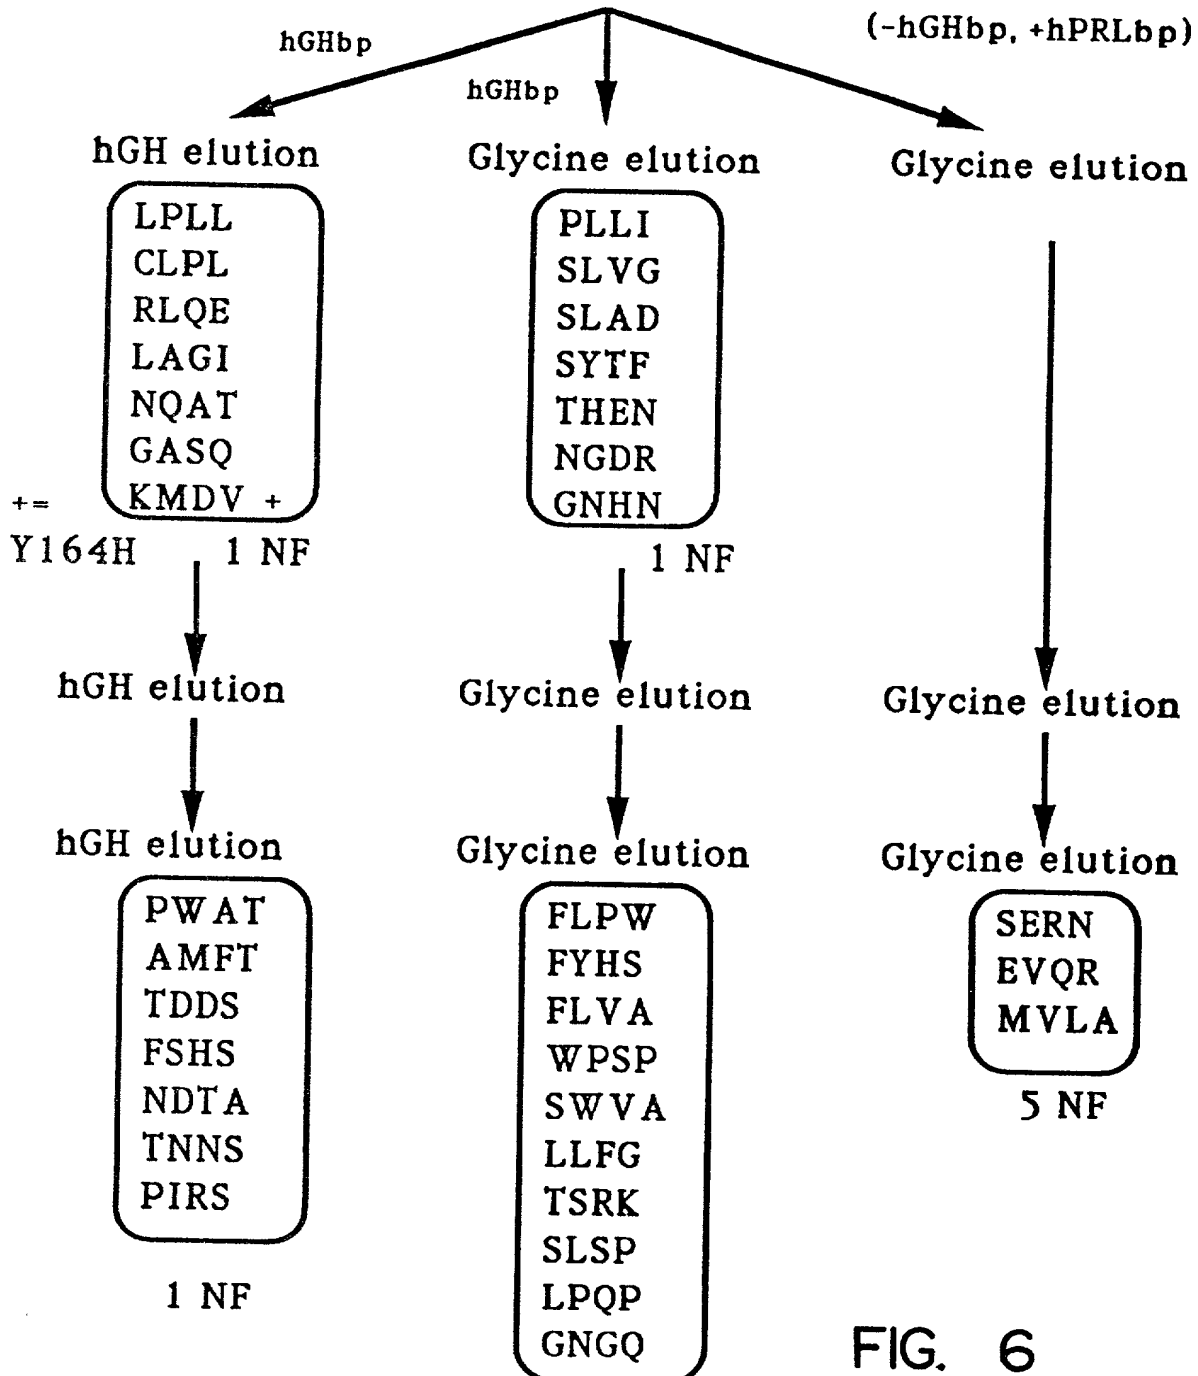 (-hGHbp, +hPRLbp)
hGHbp
hGHbp
hGH elution
LPLL
CLPL
RLQE
LAGI
NQAT
GASQ
KMDV +
+=
Y164H
1 NF
hGH elution
hGH elution
PWAT
AMFT
TDDS
FSHS
NDTA
TNNS
PIRS
1 NF
Glycine elution
PLLI
SLVG
SLAD
SYTF
THEN
NGDR
GNHN
1 NF
Glycine elution
Glycine elution
FLPW
FYHS
FLVA
WPSP
SWVA
LLFG
TSRK
SLSP
LPQP
GNGQ
Glycine elution
Glycine elution
Glycine elution
SERN
EVQR
MVLA
5 NF
FIG. 6